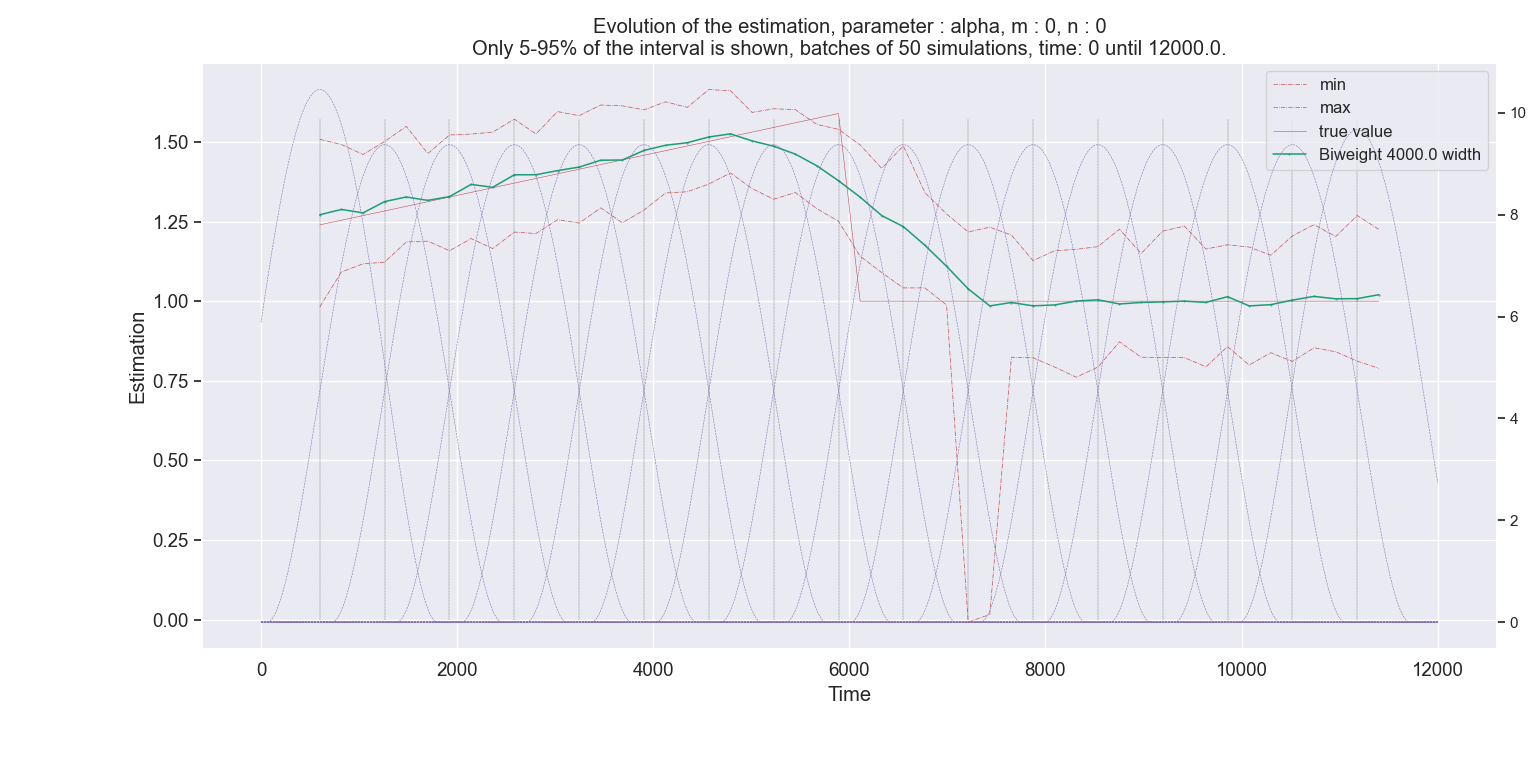 Evolution of the estimation, parameter : alpha, m : 0, n : 0
Only 5-95% of the interval is shown, batches of 50 simulations, time: 0 until 12000.0.
min
max
true value
Biweight 4000.0 width
1.50
1.25
1.00
0.75
0.50
0.25
0.00
Estimation
10
8
6
4
2
0
0
2000
4000
6000
8000
10000
12000
Time